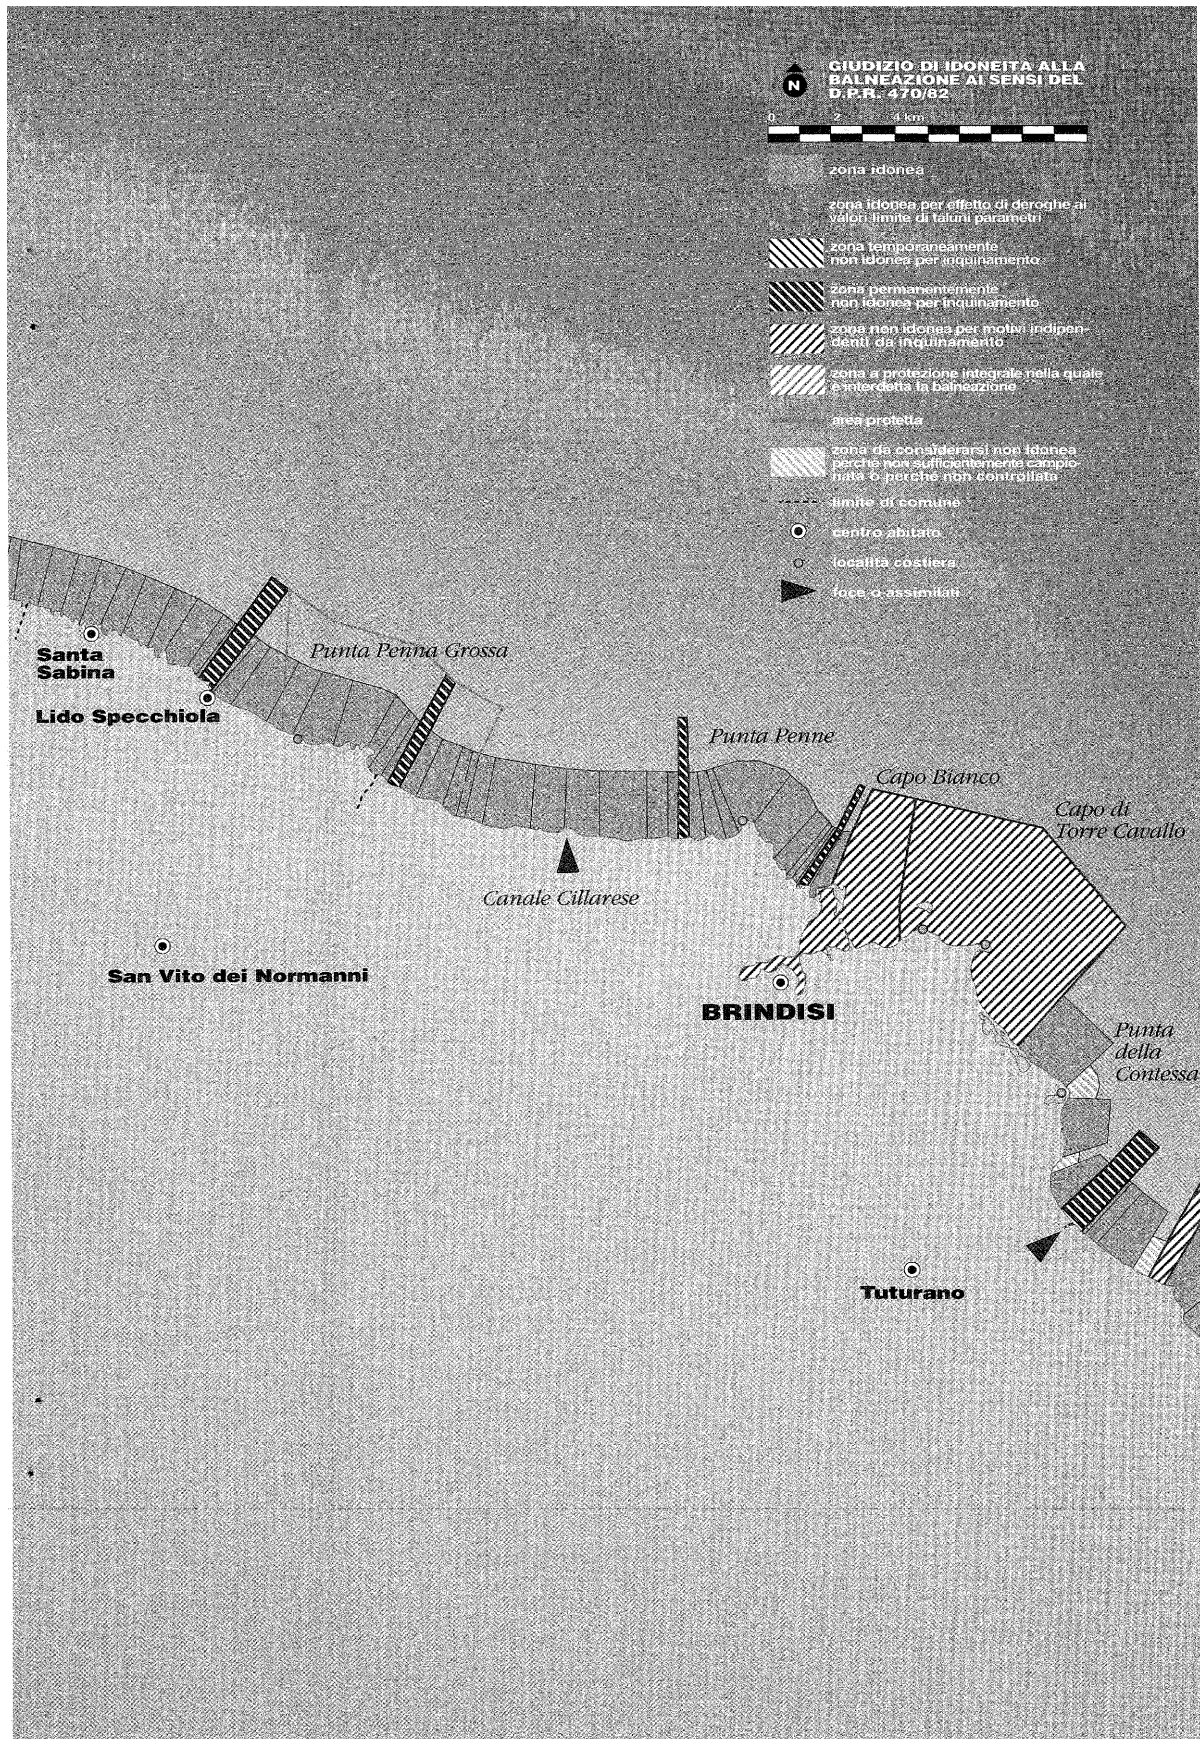 GIUDIZIO DI IDONEITÀ ALLA
BALNEAZIONE AI SENSI DEL
D.P.R. 470/82
N
0 2 4 km
zona idonea
zona idonea per effetto di deroghe ai
valori limite di taluni parametri
zona temporaneamente
non idonea per inquinamento
zona permanentemente
non idonea per inquinamento
zona non idonea per motivi indipen-
denti da inquinamento
zona a protezione integrale nella quale
è interdetta la balneazione
area protetta
zona da considerarsi non idonea
perché non sufficientemente campio-
nata o perché non controllata
limite di comune
centro abitato
località costiera
foce o assimilati
Santa
Sabina
Punta Penna Grossa
Lido Specchiola
Punta Penne
Capo Bianco
Capo di
Torre Cavallo
Canale Cillarese
San Vito dei Normanni
BRINDISI
Punta
della
Contessa
Tuturano